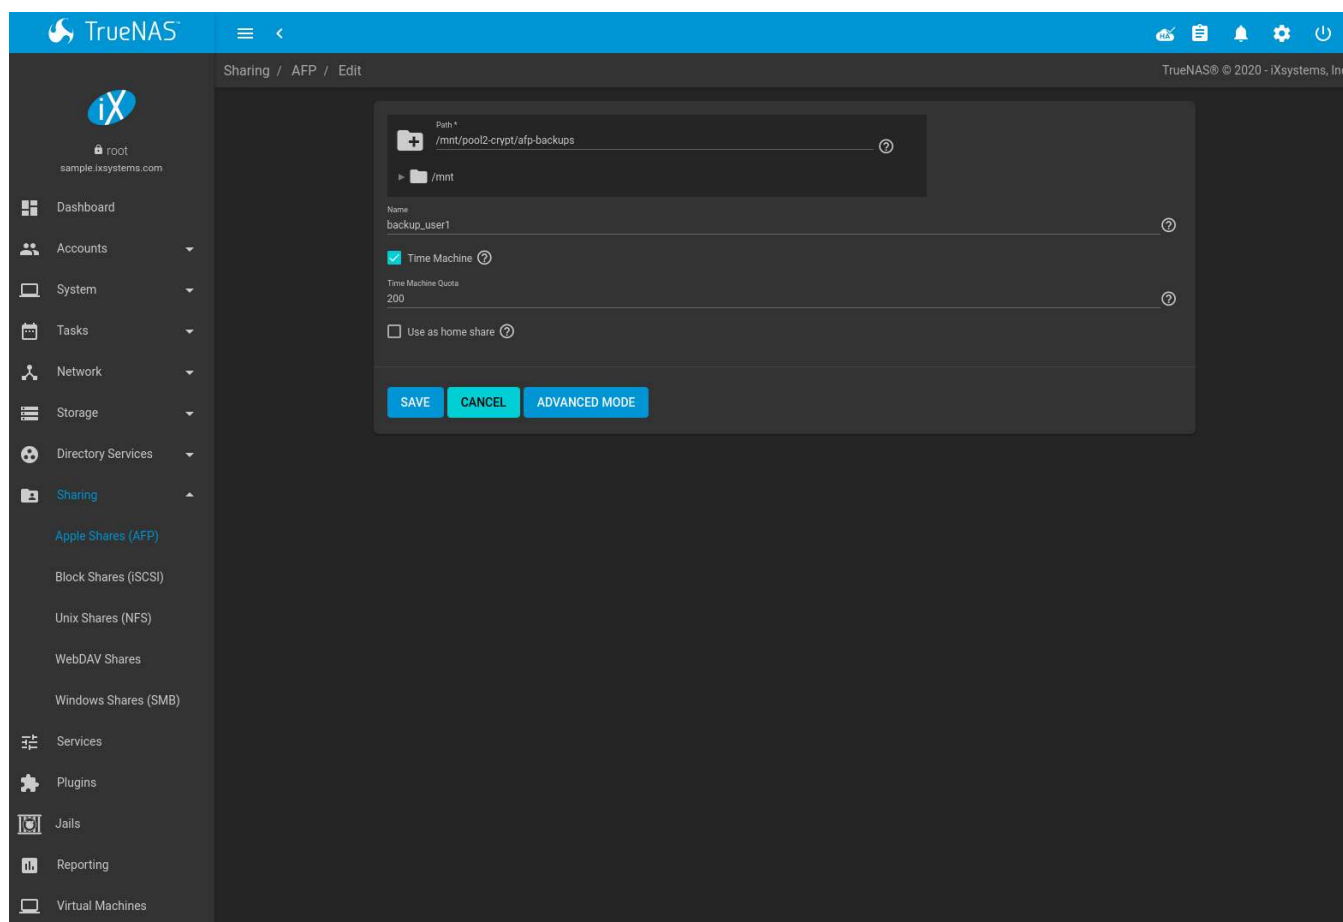 TrueNAS™
Sharing / AFP / Edit
TrueNAS® © 2020 - iXsystems, Inc
iX
root
sample.ixsystems.com
Dashboard
Accounts
System
Tasks
Network
Storage
Directory Services
Sharing
Apple Shares (AFP)
Block Shares (iSCSI)
Unix Shares (NFS)
WebDAV Shares
Windows Shares (SMB)
Services
Plugins
Jails
Reporting
Virtual Machines
HA
Path *
/mnt/pool2-crypt/afp-backups
/mnt
Name
backup_user1
Time Machine
Time Machine Quota
200
Use as home share
SAVE CANCEL ADVANCED MODE